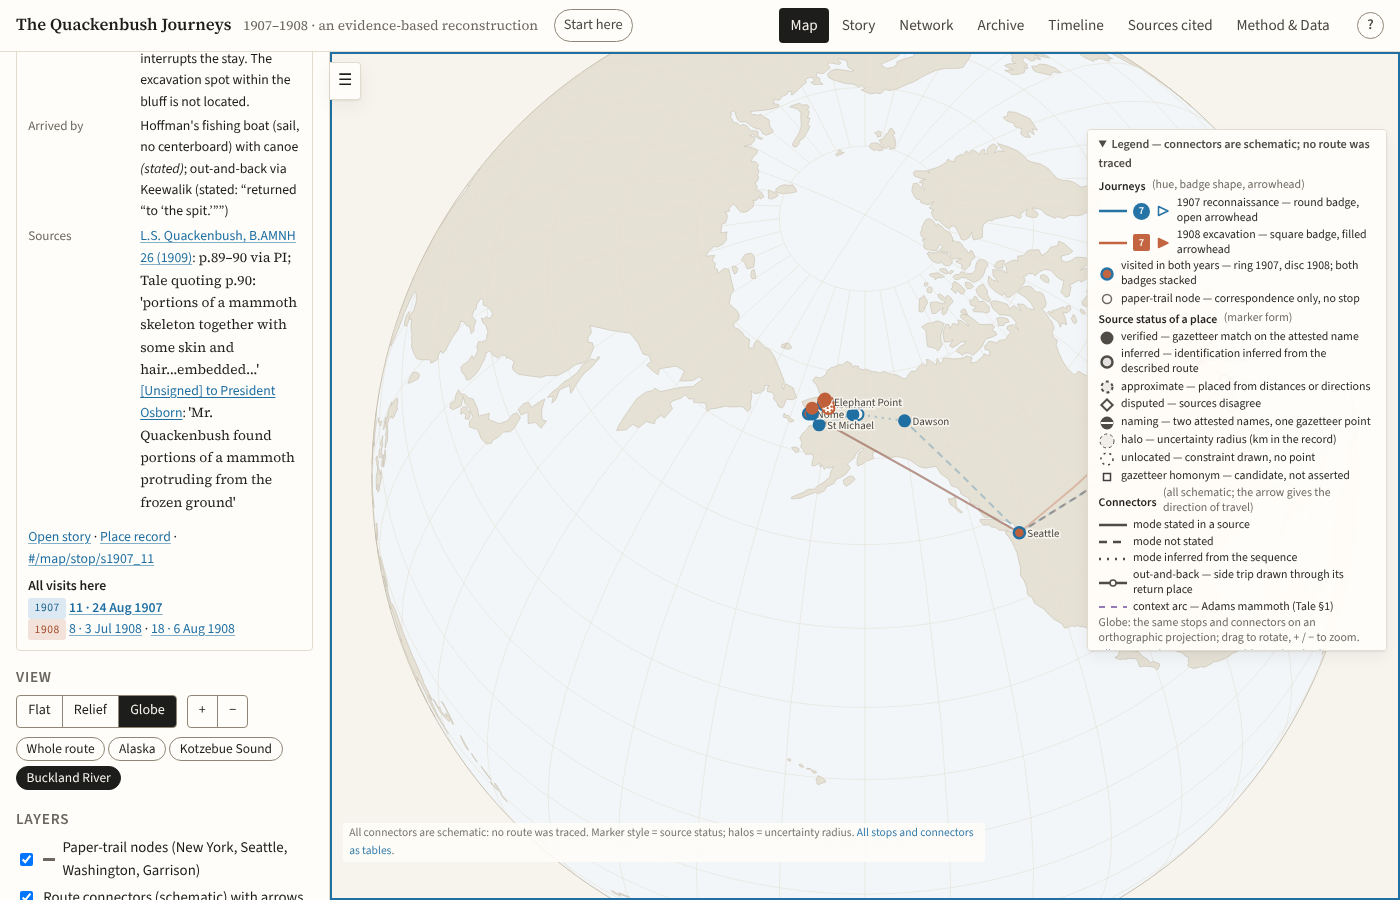 The Quackenbush Journeys 1907–1908 · an evidence-based reconstruction Start here Map Story Network Archive Timeline Sources cited Method & Data ?
interrupts the stay. The
excavation spot within the
bluff is not located.
Arrived by Hoffman's fishing boat (sail,
no centerboard) with canoe
(stated); out-and-back via
Keewalik (stated: “returned
“to ‘the spit.’””)
Sources L.S. Quackenbush, B.AMNH
26 (1909): p.89–90 via PI;
Tale quoting p.90:
'portions of a mammoth
skeleton together with
some skin and
hair...embedded...'
[Unsigned] to President
Osborn: 'Mr.
Quackenbush found
portions of a mammoth
protruding from the
frozen ground'
Open story · Place record ·
#/map/stop/s1907_11
All visits here
1907 11 · 24 Aug 1907
1908 8 · 3 Jul 1908 · 18 · 6 Aug 1908
VIEW
Flat Relief Globe + −
Whole route Alaska Kotzebue Sound
Buckland River
LAYERS
Paper-trail nodes (New York, Seattle,
Washington, Garrison)
Route connectors (schematic) with arrows
☰
Elephant Point
Nome
St Michael
Dawson
Seattle
▼ Legend — connectors are schematic; no route was
traced
Journeys (hue, badge shape, arrowhead)
7 1907 reconnaissance — round badge,
open arrowhead
7 1908 excavation — square badge, filled
arrowhead
visited in both years — ring 1907, disc 1908; both
badges stacked
paper-trail node — correspondence only, no stop
Source status of a place (marker form)
verified — gazetteer match on the attested name
inferred — identification inferred from the
described route
approximate — placed from distances or directions
disputed — sources disagree
naming — two attested names, one gazetteer point
halo — uncertainty radius (km in the record)
unlocated — constraint drawn, no point
gazetteer homonym — candidate, not asserted
Connectors (all schematic; the arrow gives the
direction of travel)
mode stated in a source
mode not stated
mode inferred from the sequence
out-and-back — side trip drawn through its
return place
context arc — Adams mammoth (Tale §1)
Globe: the same stops and connectors on an
orthographic projection; drag to rotate, + / − to zoom.
All connectors are schematic: no route was traced. Marker style = source status; halos = uncertainty radius. All stops and connectors
as tables.